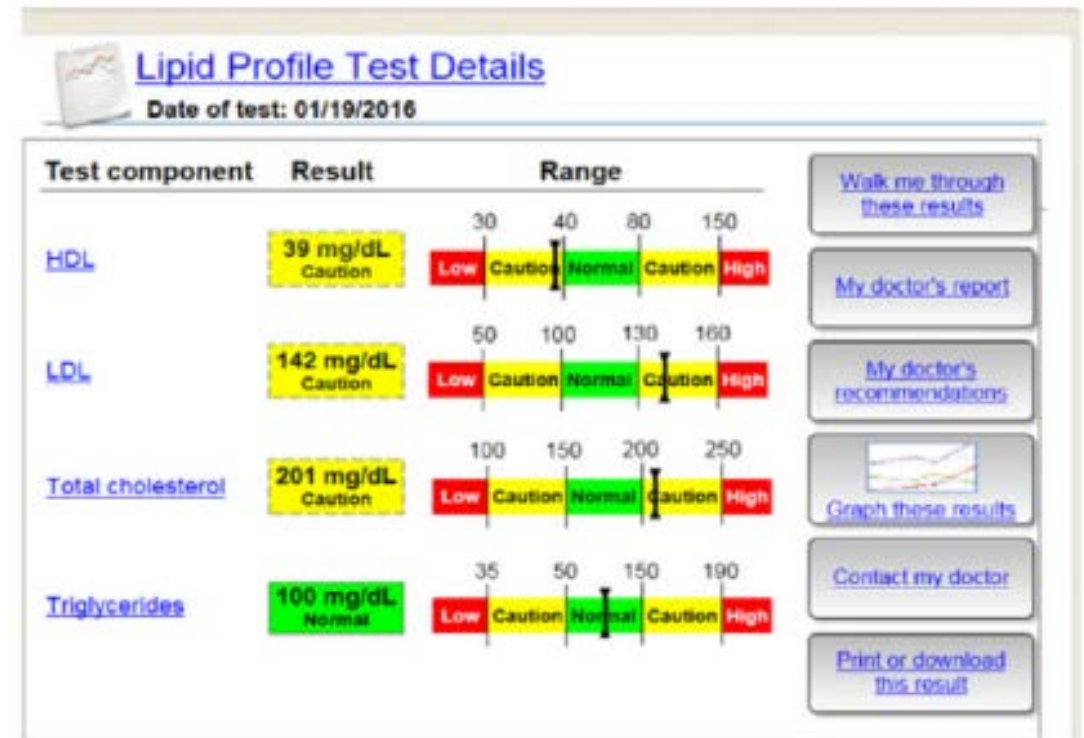 Lipid Profile Test Details
Date of test: 01/19/2016
Test component Result Range
HDL
39 mg/dL
Caution
30 40 80 150
Low Caution Normal Caution High
LDL
142 mg/dL
Caution
50 100 130 160
Low Caution Normal Caution High
Total cholesterol
201 mg/dL
Caution
100 150 200 250
Low Caution Normal Caution High
Triglycerides
100 mg/dL
Normal
35 50 150 190
Low Caution Normal Caution High
Walk me through
these results
My doctor's report
My doctor's
recommendations
Graph these results
Contact my doctor
Print or download
this result